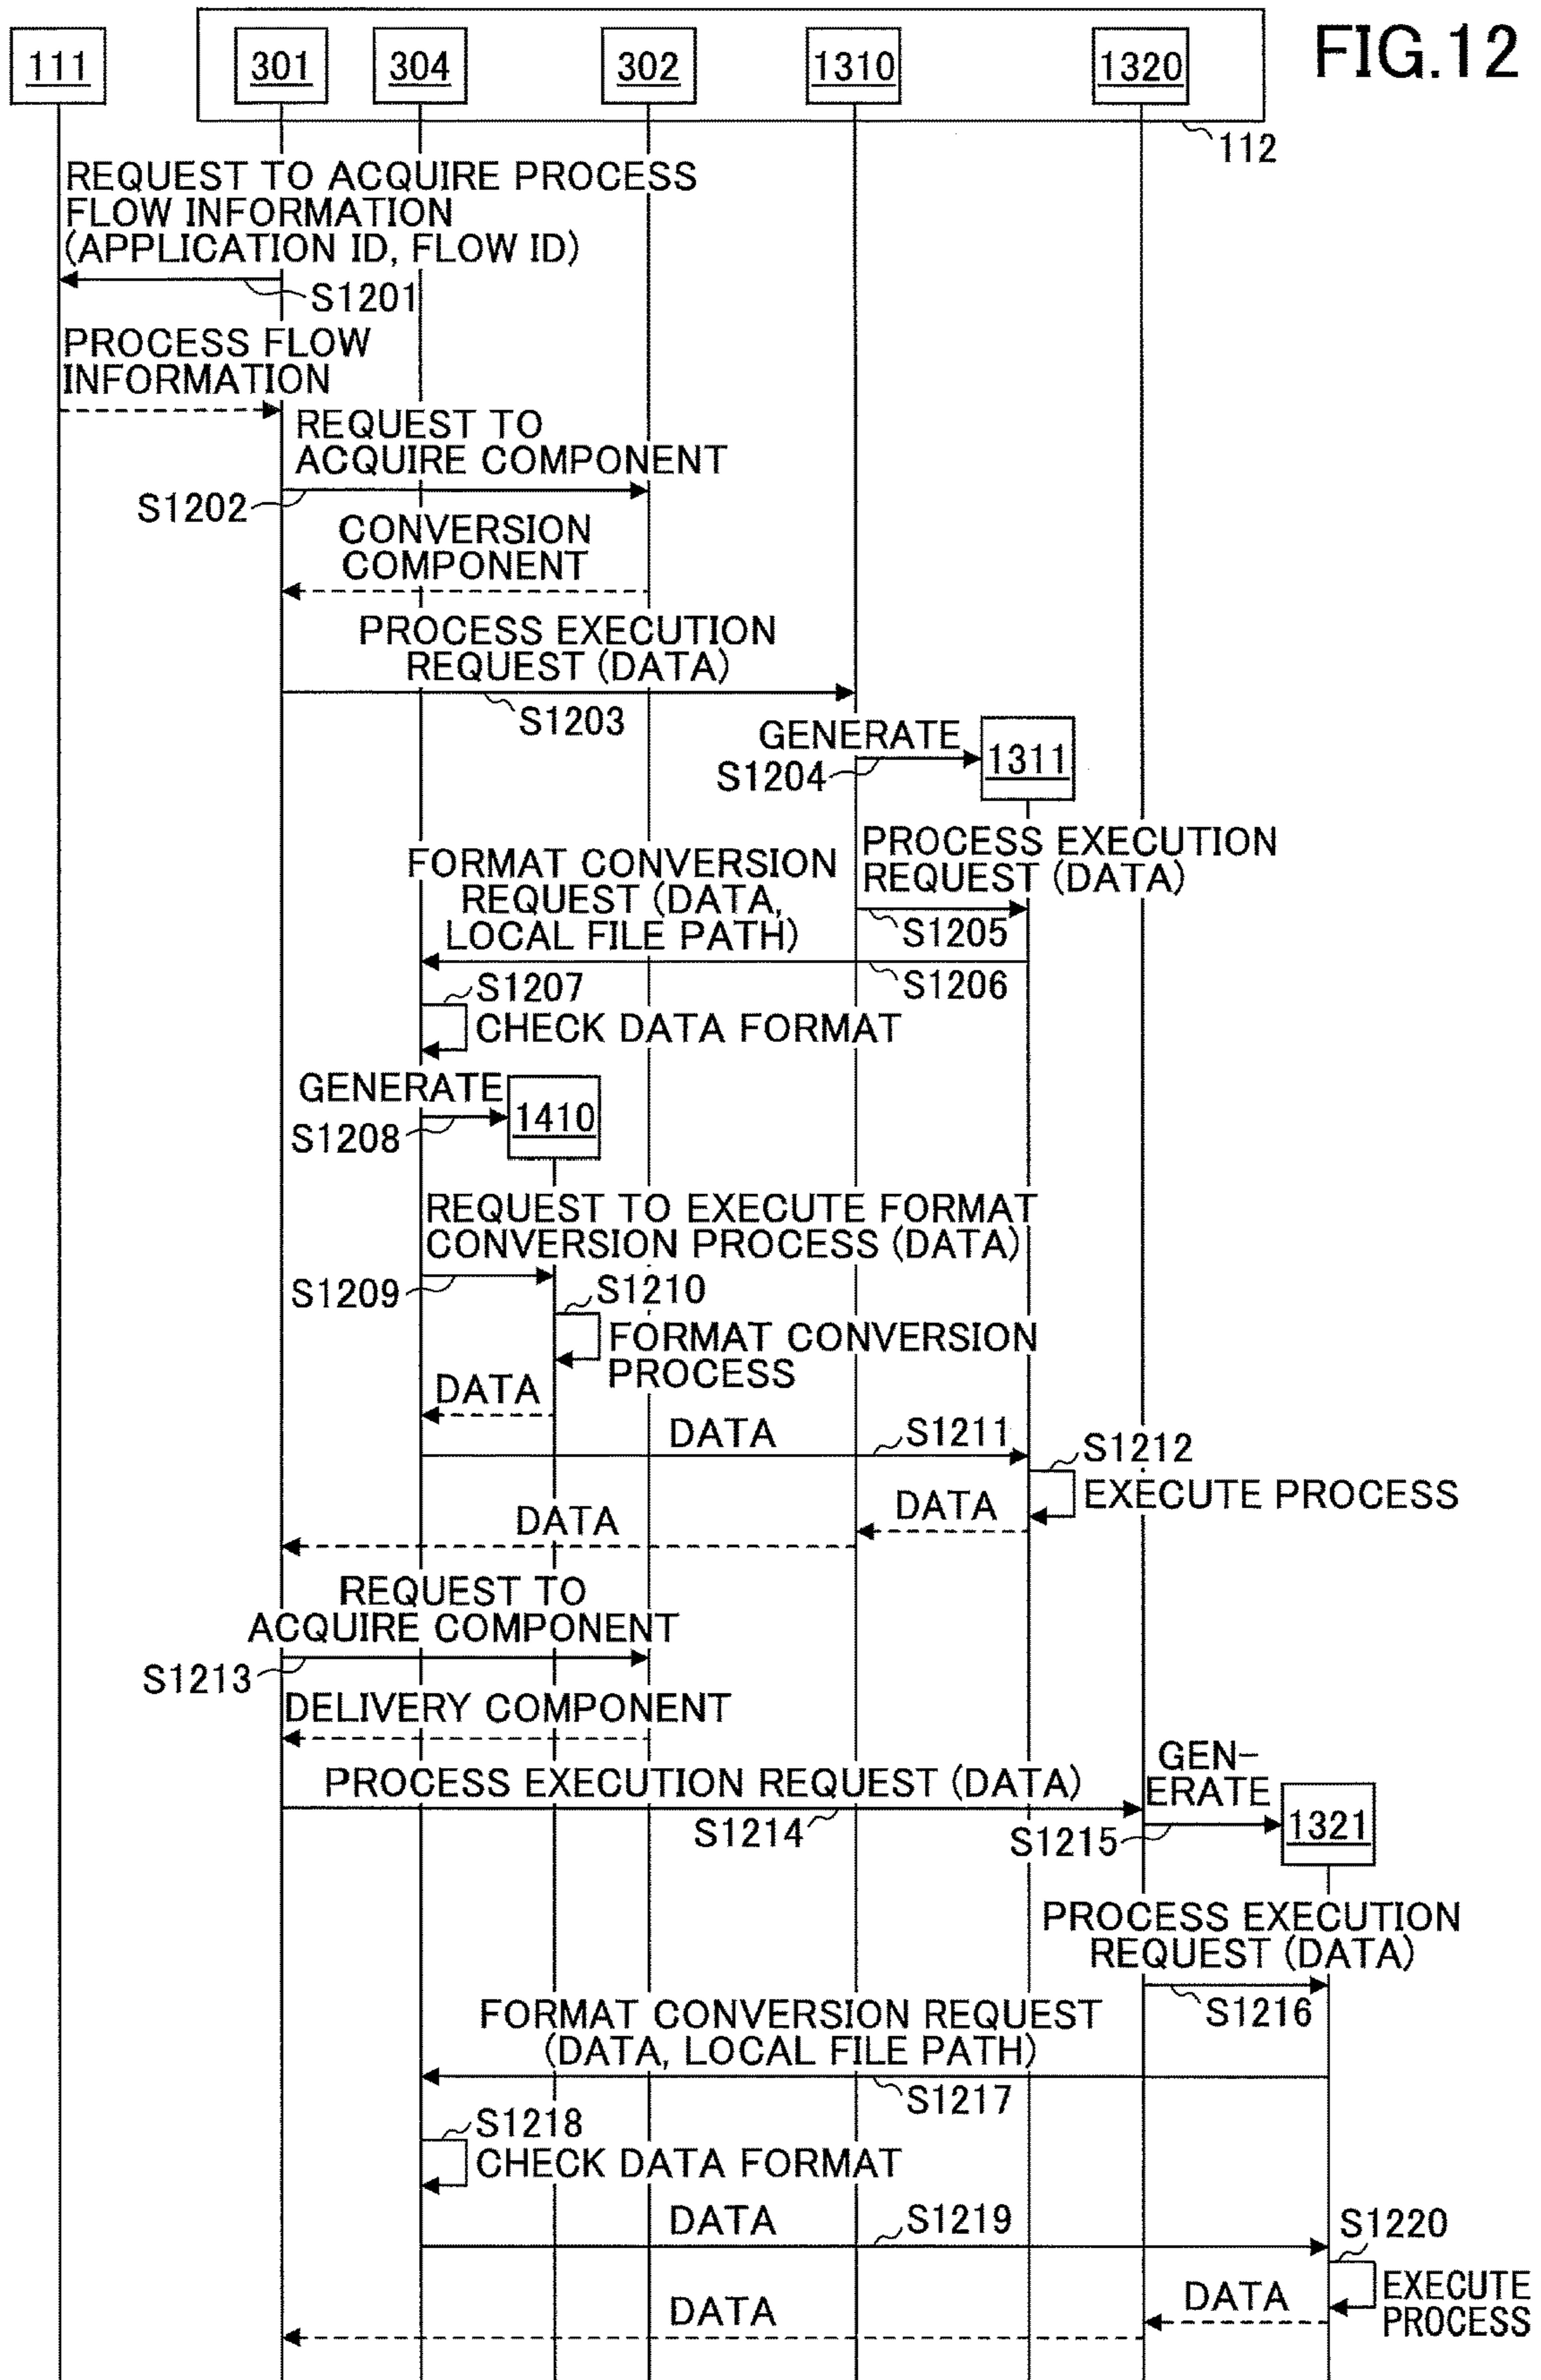 FIG.12
111
301
304
302
1310
1320
112
REQUEST TO ACQUIRE PROCESS
FLOW INFORMATION
(APPLICATION ID, FLOW ID)
S1201
PROCESS FLOW
INFORMATION
REQUEST TO
ACQUIRE COMPONENT
S1202
CONVERSION
COMPONENT
PROCESS EXECUTION
REQUEST (DATA)
S1203
GENERATE
S1204
1311
PROCESS EXECUTION
REQUEST (DATA)
S1205
FORMAT CONVERSION
REQUEST (DATA,
LOCAL FILE PATH)
S1206
S1207
CHECK DATA FORMAT
GENERATE
S1208
1410
REQUEST TO EXECUTE FORMAT
CONVERSION PROCESS (DATA)
S1209
S1210
FORMAT CONVERSION
PROCESS
DATA
DATA
S1211
S1212
EXECUTE PROCESS
DATA
DATA
REQUEST TO
ACQUIRE COMPONENT
S1213
DELIVERY COMPONENT
PROCESS EXECUTION REQUEST (DATA)
S1214
GEN-
ERATE
S1215
1321
PROCESS EXECUTION
REQUEST (DATA)
S1216
FORMAT CONVERSION REQUEST
(DATA, LOCAL FILE PATH)
S1217
S1218
CHECK DATA FORMAT
DATA
S1219
S1220
EXECUTE
PROCESS
DATA
DATA